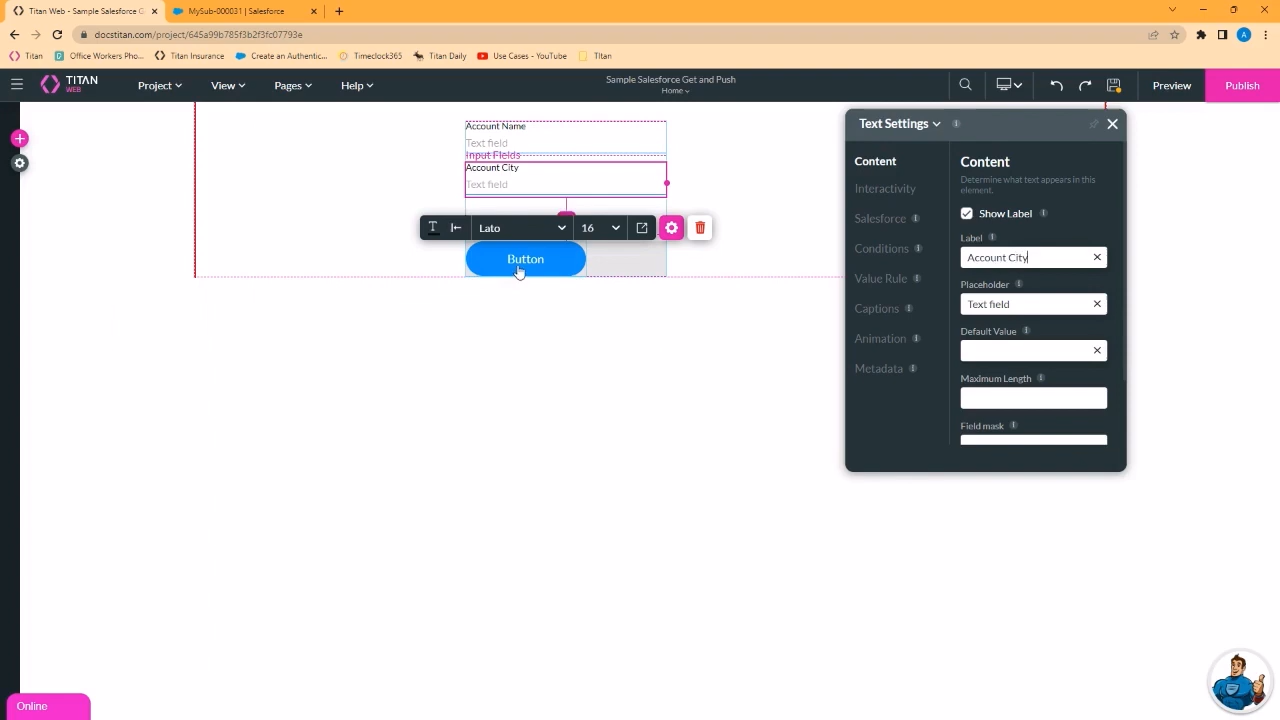 Titan Web - Sample Salesforce G
MySub-000031 | Salesforce
docstitan.com/project/645a99b785f3b2f3fc07793e
Titan
Office Workers Pho...
Titan Insurance
Create an Authentic...
Timeclock365
Titan Daily
Use Cases - YouTube
TItan
A
TITAN
WEB
Project
View
Pages
Help
Sample Salesforce Get and Push
Home
Preview
Publish
Account Name
Text field
Input Fields
Account City
Text field
Lato
16
Button
Text Settings
Content
Interactivity
Salesforce
Conditions
Value Rule
Captions
Animation
Metadata
Content
Determine what text appears in this
element.
Show Label
Label
Account City
Placeholder
Text field
Default Value
Maximum Length
Field mask
Online